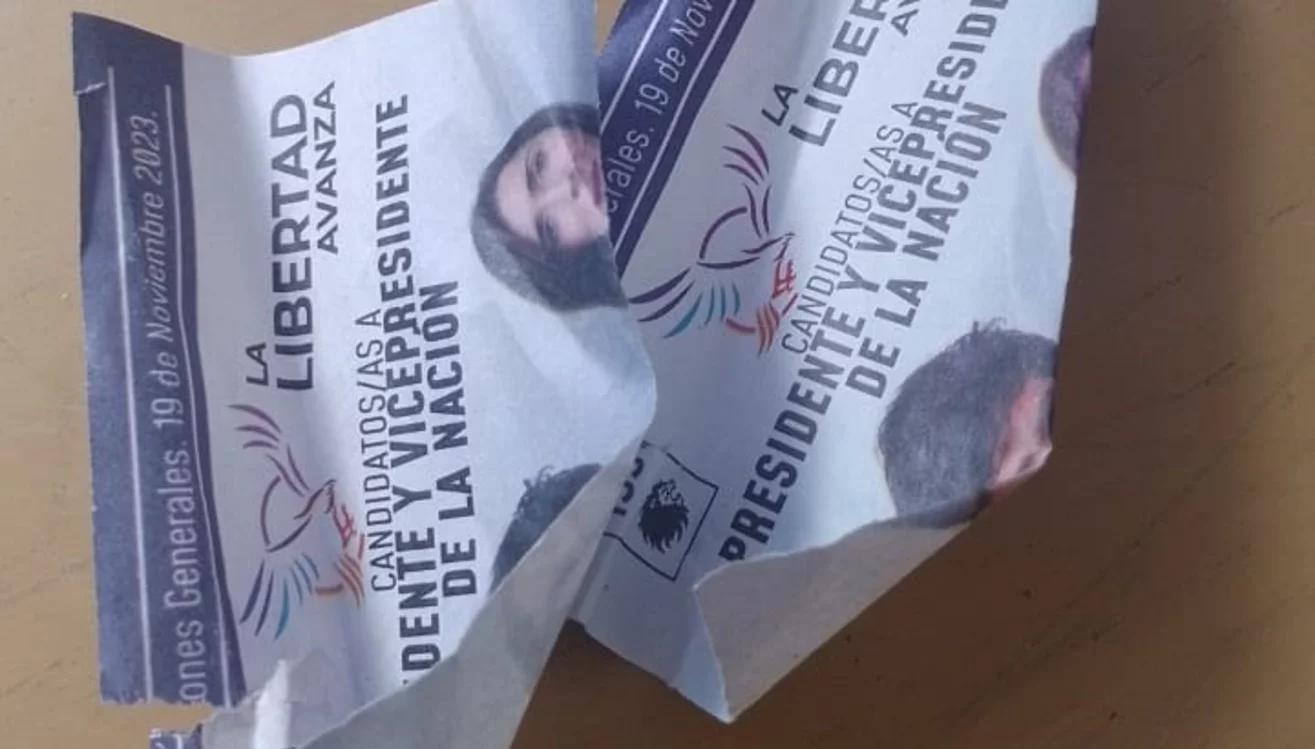 ones Generales. 19 de Noviembre 2023.
LA
LIBERTAD
AVANZA
CANDIDATOS/AS A
DENTE Y VICEPRESIDENTE
DE LA NACIÓN
erales. 19 de Nov
LA
LIBER
AV
CANDIDATOS/AS A
PRESIDENTE Y VICEPRESIDE
DE LA NACIÓN